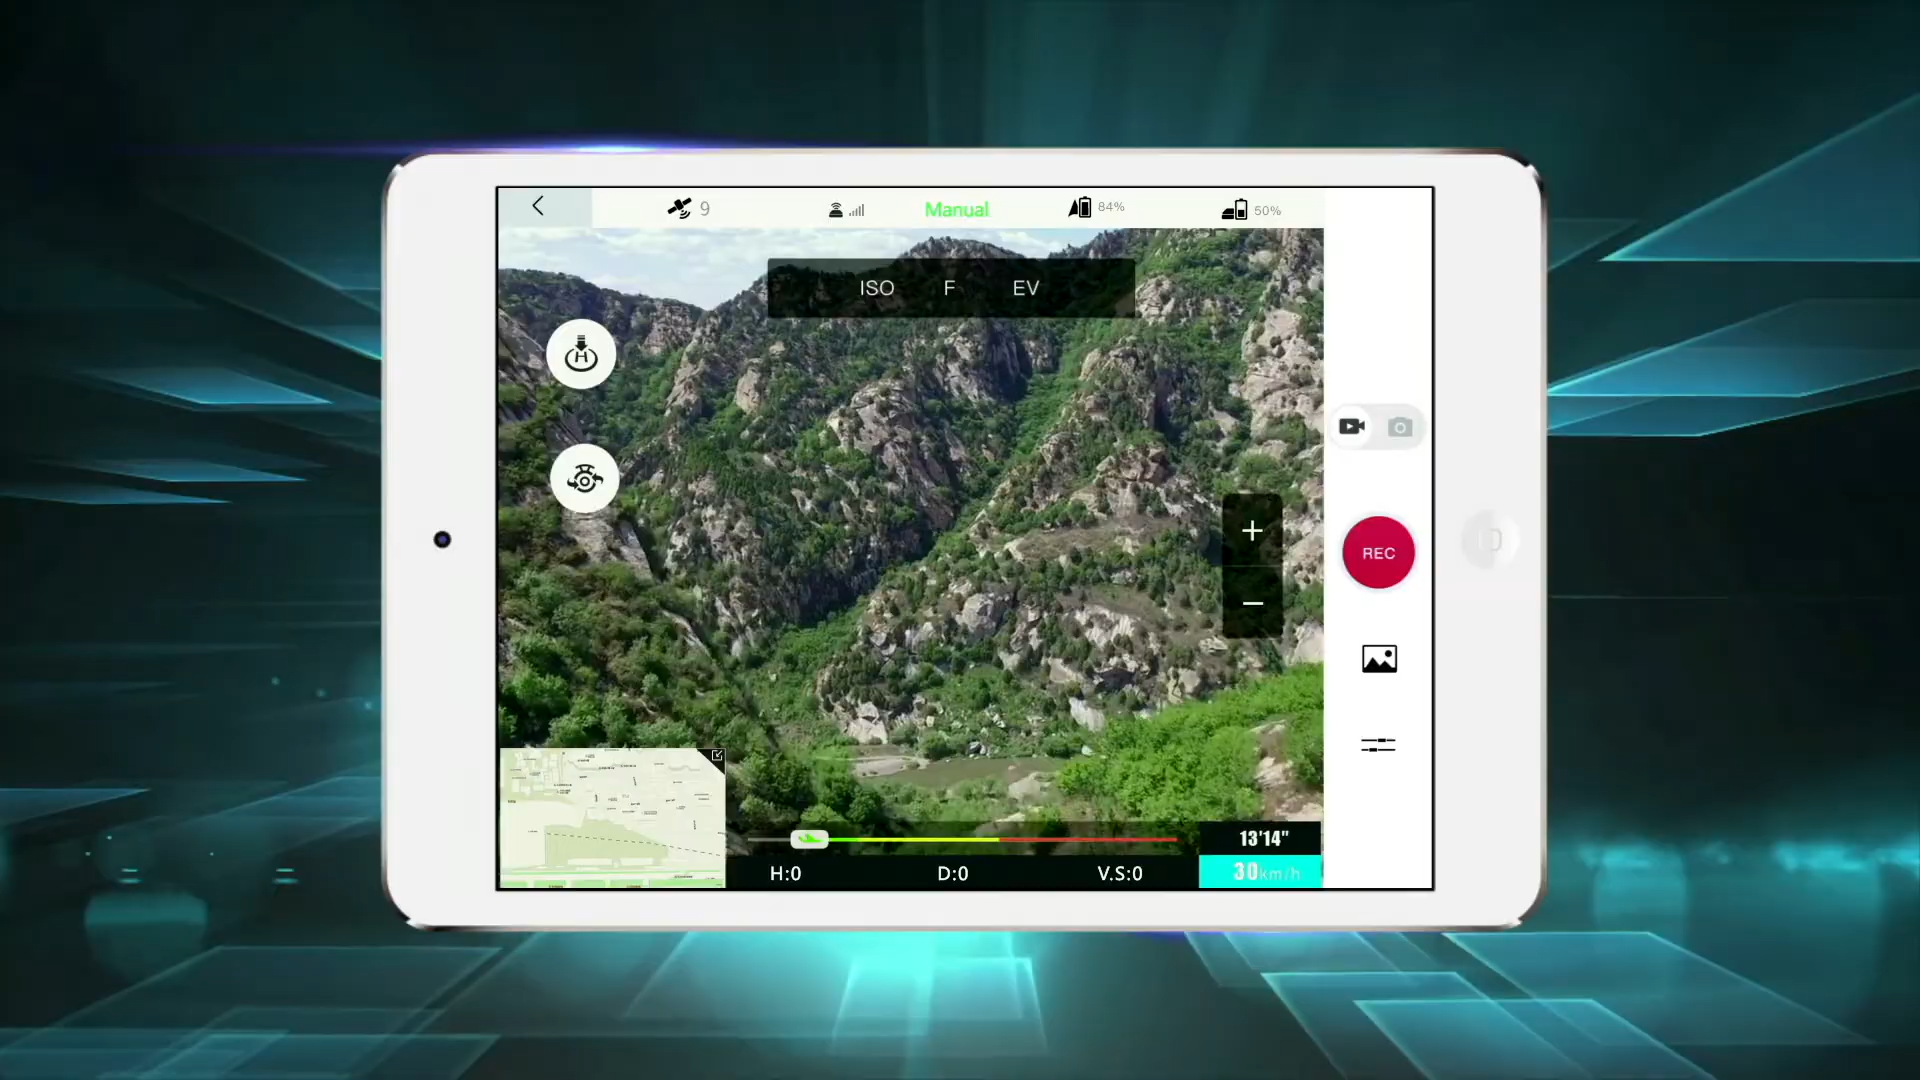 9
Manual
84%
50%
ISO F EV
H
REC
13'14"
H:0 D:0 V.S:0
30km/h